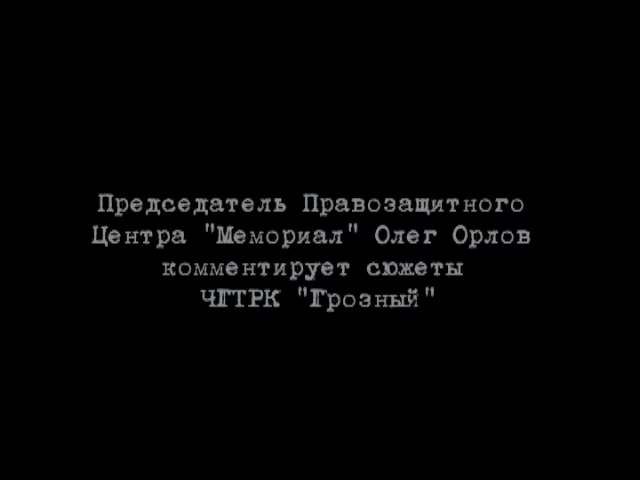 Председатель Правозащитного
Центра "Мемориал" Олег Орлов
комментирует сюжеты
ЧГТРК "Грозный"